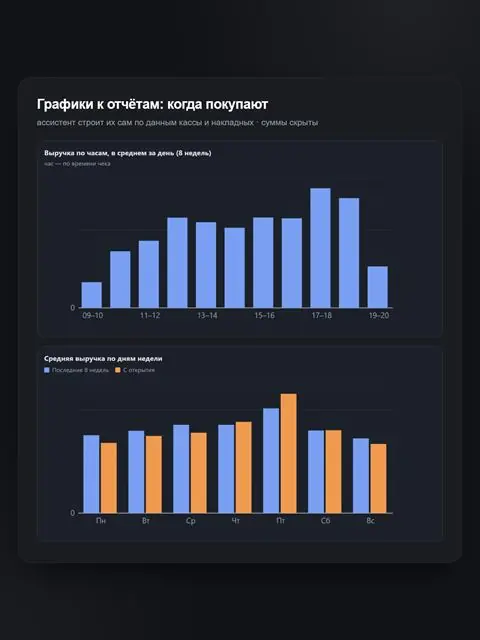 Графики к отчётам: когда покупают
ассистент строит их сам по данным кассы и накладных · суммы скрыты
Выручка по часам, в среднем за день (8 недель)
час — по времени чека
0
09–10 11–12 13–14 15–16 17–18 19–20
Средняя выручка по дням недели
Последние 8 недель С открытия
0
Пн Вт Ср Чт Пт Сб Вс